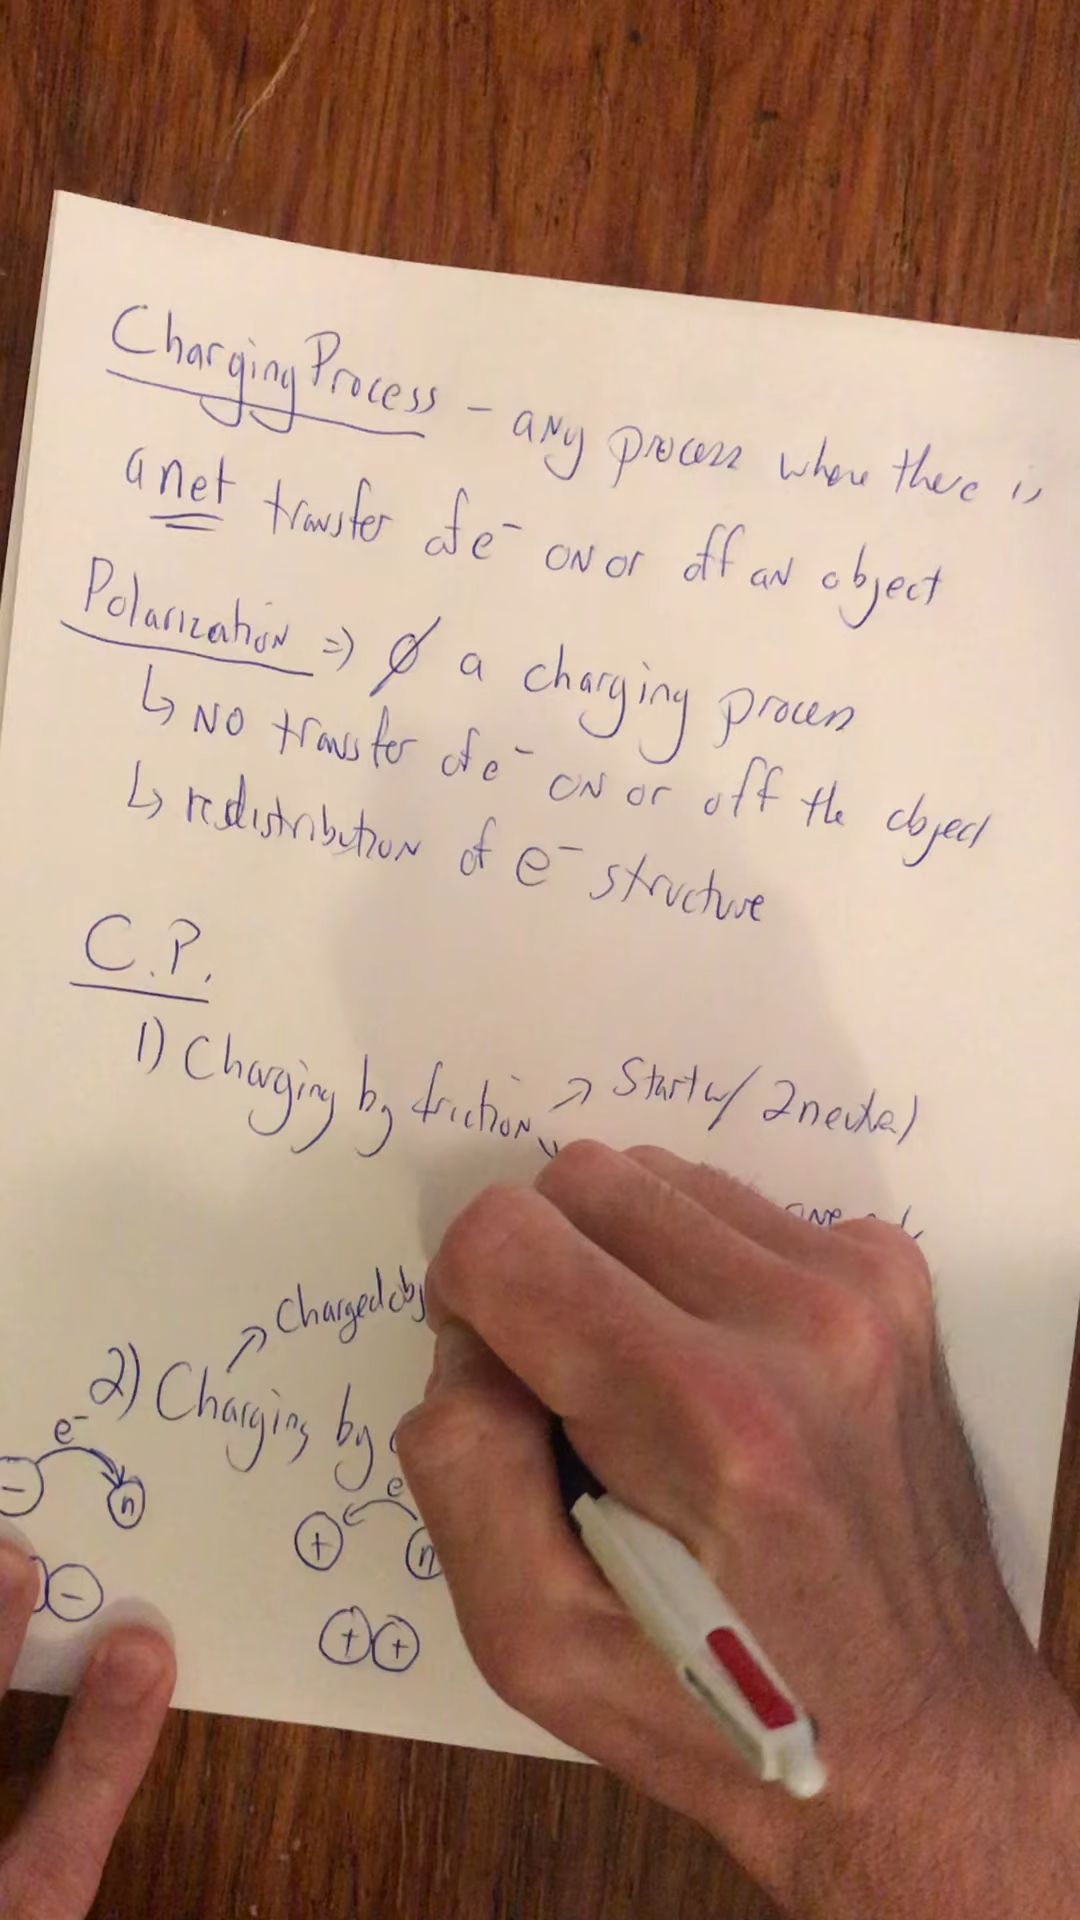 Charging Process - any process where there is
a net transfer of e⁻ on or off an object
Polarization ⇒ ∅ a charging process
↳ No transfer of e⁻ on or off the object
↳ redistribution of e⁻ structure
C.P.
1) Charging by friction ↗ Start w/ 2 neutral
Charged obj
2) Charging by
e⁻
- n
e
+ n
-
+ +